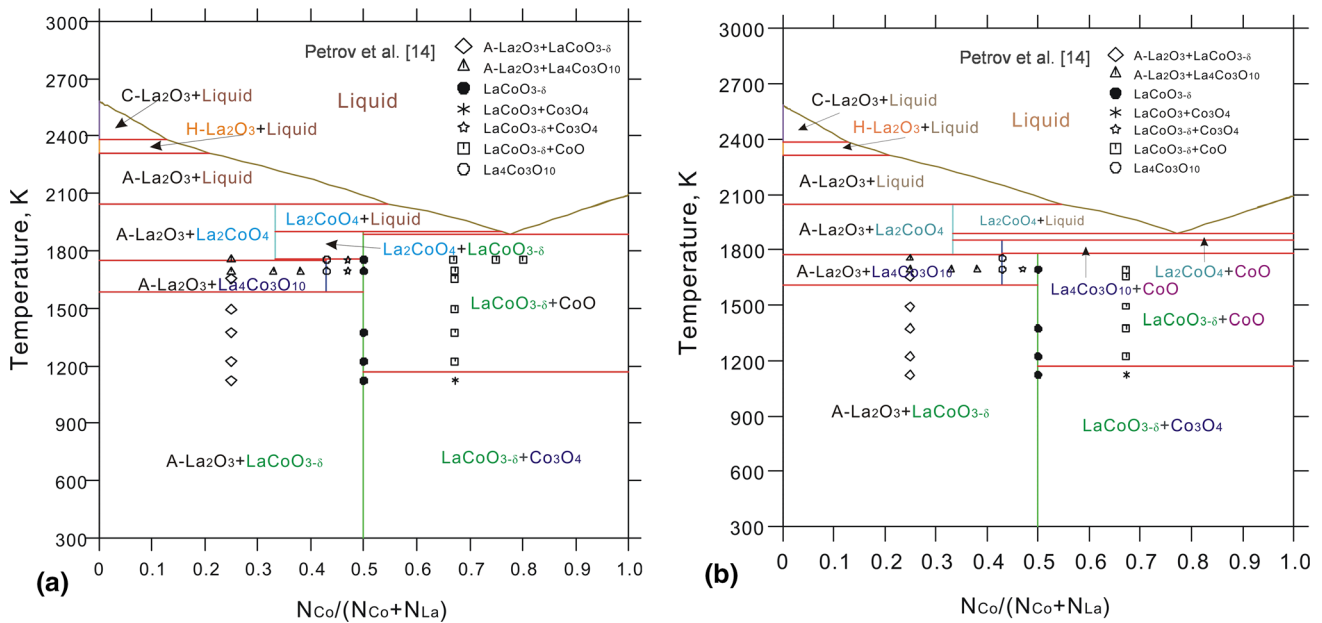 3000
2700
2400
2100
1800
1500
1200
900
600
300
Temperature, K
Petrov et al. [14]
A-La2O3+LaCoO3-δ
A-La2O3+La4Co3O10
LaCoO3-δ
LaCoO3+Co3O4
LaCoO3-δ+Co3O4
LaCoO3-δ+CoO
La4Co3O10
C-La2O3+Liquid
Liquid
H-La2O3+Liquid
A-La2O3+Liquid
La2CoO4+Liquid
A-La2O3+La2CoO4
La2CoO4+LaCoO3-δ
A-La2O3+La4Co3O10
LaCoO3-δ+CoO
A-La2O3+LaCoO3-δ
LaCoO3-δ+Co3O4
0 0.1 0.2 0.3 0.4 0.5 0.6 0.7 0.8 0.9 1.0
(a)
NCo/(NCo+NLa)
3000
2700
2400
2100
1800
1500
1200
900
600
300
Temperature, K
Petrov et al. [14]
A-La2O3+LaCoO3-δ
A-La2O3+La4Co3O10
LaCoO3-δ
LaCoO3+Co3O4
LaCoO3-δ+Co3O4
LaCoO3-δ+CoO
La4Co3O10
C-La2O3+Liquid
Liquid
H-La2O3+Liquid
A-La2O3+Liquid
La2CoO4+Liquid
A-La2O3+La2CoO4
A-La2O3+La4Co3O10
La2CoO4+CoO
La4Co3O10+CoO
LaCoO3-δ+CoO
A-La2O3+LaCoO3-δ
LaCoO3-δ+Co3O4
0 0.1 0.2 0.3 0.4 0.5 0.6 0.7 0.8 0.9 1.0
(b)
NCo/(NCo+NLa)